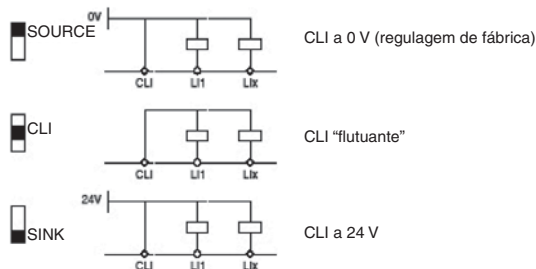 0V
SOURCE
CLI a 0 V (regulagem de fábrica)
CLI LI1 LIx
CLI
CLI “flutuante”
CLI LI1 LIx
24V
SINK
CLI a 24 V
CLI LI1 LIx